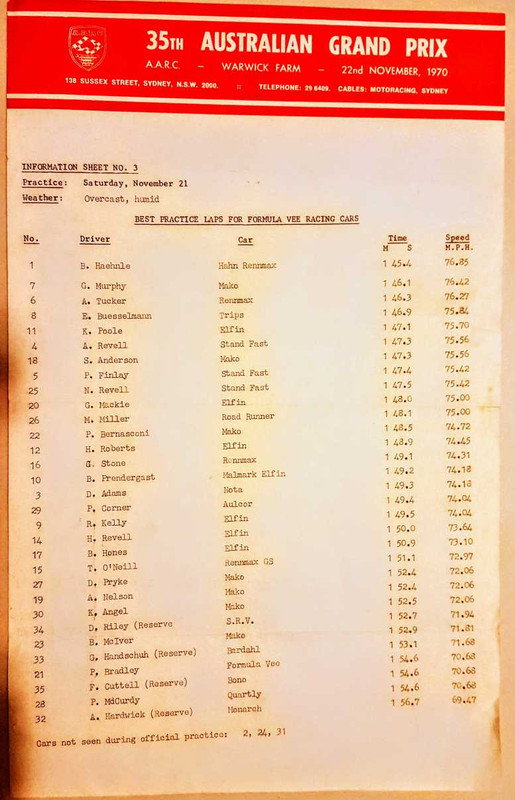 35TH AUSTRALIAN GRAND PRIX
A.A.R.C. – WARWICK FARM – 22nd NOVEMBER, 1970
138 SUSSEX STREET, SYDNEY, N.S.W. 2000. :: TELEPHONE: 29 6409. CABLES: MOTORACING, SYDNEY
INFORMATION SHEET NO. 3
Practice: Saturday, November 21
Weather: Overcast, humid
BEST PRACTICE LAPS FOR FORMULA VEE RACING CARS
No. Driver Car Time Speed
M S M.P.H.
1 B. Haehnle Hahn Rennmax 1 45.4 76.85
7 G. Murphy Mako 1 46.1 76.42
6 A. Tucker Rennmax 1 46.3 76.27
8 E. Buesselmann Trips 1 46.9 75.84
11 K. Poole Elfin 1 47.1 75.70
4 A. Revell Stand Fast 1 47.3 75.56
18 S. Anderson Mako 1 47.3 75.56
5 P. Finlay Stand Fast 1 47.4 75.42
25 N. Revell Stand Fast 1 47.5 75.42
20 G. Mackie Elfin 1 48.0 75.00
26 M. Miller Road Runner 1 48.1 75.00
22 P. Bernasconi Mako 1 48.5 74.72
12 H. Roberts Elfin 1 48.9 74.45
16 G. Stone Rennmax 1 49.1 74.31
10 B. Prendergast Malmark Elfin 1 49.2 74.18
3 D. Adams Nota 1 49.3 74.18
29 P. Corner Aulcor 1 49.4 74.04
9 R. Kelly Elfin 1 49.5 74.04
14 H. Revell Elfin 1 50.0 73.64
17 B. Hones Elfin 1 50.9 73.10
15 T. O'Neill Rennmax GS 1 51.1 72.97
27 D. Pryke Mako 1 52.4 72.06
19 A. Nelson Mako 1 52.4 72.06
30 K. Angel Mako 1 52.5 72.06
34 D. Riley (Reserve S.R.V. 1 52.7 71.94
23 B. McIver Mako 1 52.9 71.81
33 G. Handschuh (Reserve) Bardahl 1 53.1 71.68
21 P. Bradley Formula Vee 1 54.6 70.68
35 F. Cuttell (Reserve) Bono 1 54.6 70.68
28 P. McCurdy Quartly 1 54.6 70.68
32 A. Hardwick (Reserve) Monarch 1 56.7 69.47
Cars not seen during official practice: 2, 24, 31